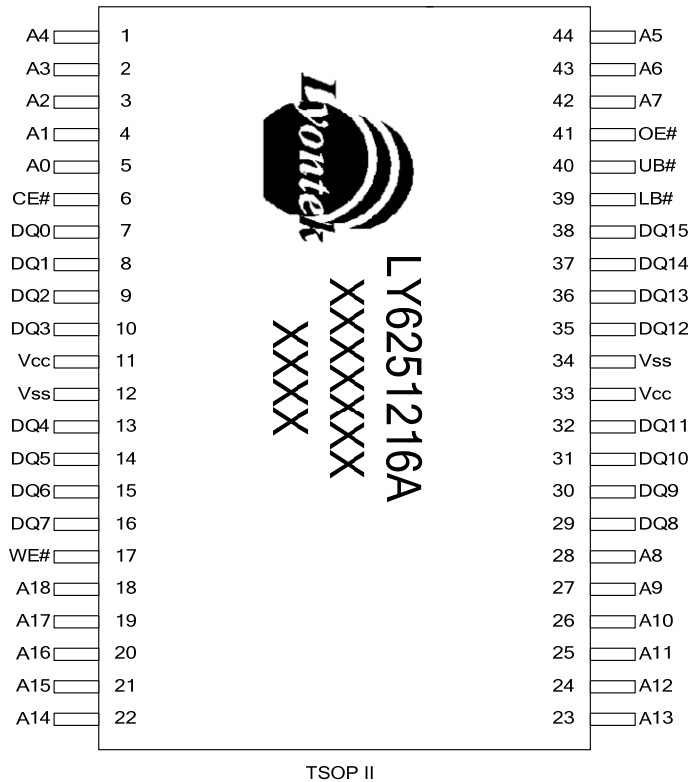 A4 1 44 A5
A3 2 43 A6
A2 3 42 A7
A1 4 41 OE#
A0 5 40 UB#
CE# 6 39 LB#
DQ0 7 38 DQ15
DQ1 8 37 DQ14
DQ2 9 36 DQ13
DQ3 10 35 DQ12
Vcc 11 34 Vss
Vss 12 33 Vcc
DQ4 13 32 DQ11
DQ5 14 31 DQ10
DQ6 15 30 DQ9
DQ7 16 29 DQ8
WE# 17 28 A8
A18 18 27 A9
A17 19 26 A10
A16 20 25 A11
A15 21 24 A12
A14 22 23 A13
Lyontek
LY6251216A
XXXXXXX
XXXX
TSOP II